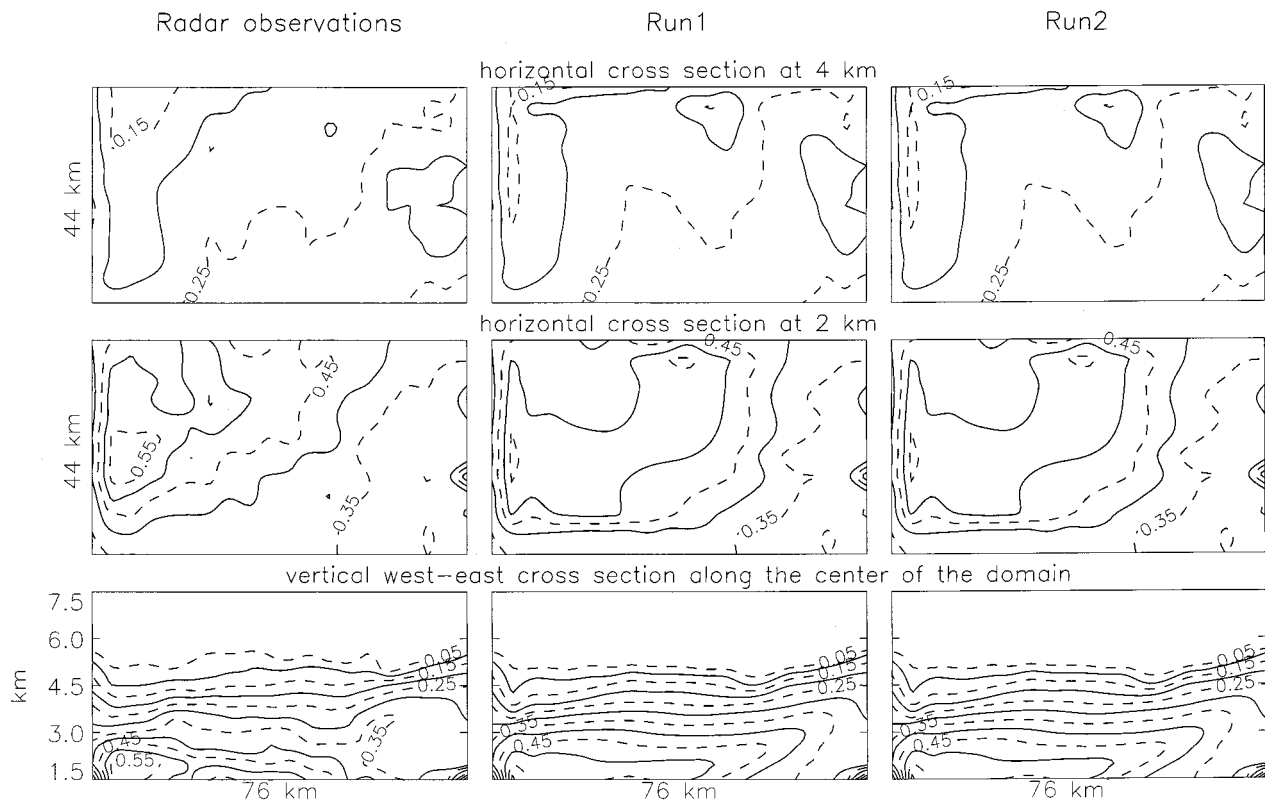 Radar observations Run1 Run2
horizontal cross section at 4 km
44 km
0.15 0.15 0.15
0.25 0.25 0.25
horizontal cross section at 2 km
44 km
0.45 0.45 0.45
0.55
0.35 0.35 0.35
vertical west-east cross section along the center of the domain
km
7.5
6.0
4.5
3.0
1.5
0.05 0.05 0.05
0.15 0.15 0.15
0.25 0.25 0.25
0.35 0.35 0.35
0.45 0.45 0.45
0.55
76 km 76 km 76 km